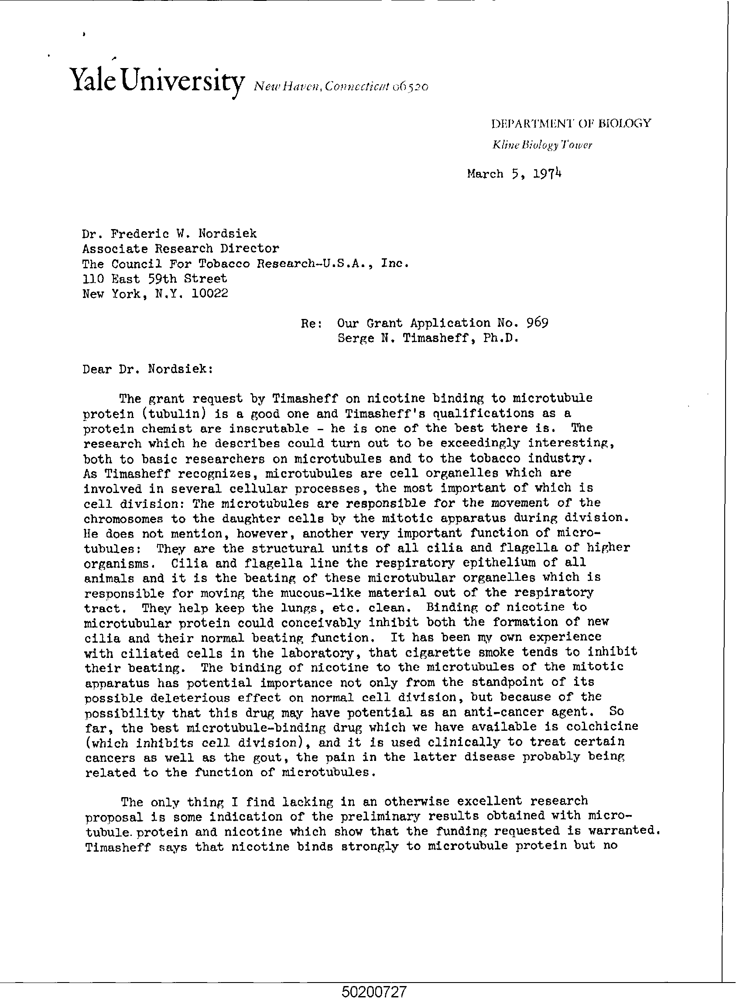 Yale University New Haven, Connecticut 06520
DEPARTMENT OF BIOLOGY
Kline Biology Tower
March 5, 1974
Dr. Frederic W. Nordsiek
Associate Research Director
The Council For Tobacco Research-U.S.A., Inc.
110 East 59th Street
New York, N.Y. 10022
Re: Our Grant Application No. 969
Serge N. Timasheff, Ph.D.
Dear Dr. Nordsiek:
The grant request by Timasheff on nicotine binding to microtubule
protein (tubulin) is a good one and Timasheff's qualifications as a
protein chemist are inscrutable - he is one of the best there is. The
research which he describes could turn out to be exceedingly interesting,
both to basic researchers on microtubules and to the tobacco industry.
As Timasheff recognizes, microtubules are cell organelles which are
involved in several cellular processes, the most important of which is
cell division: The microtubules are responsible for the movement of the
chromosomes to the daughter cells by the mitotic apparatus during division.
He does not mention, however, another very important function of micro-
tubules: They are the structural units of all cilia and flagella of higher
organisms. Cilia and flagella line the respiratory epithelium of all
animals and it is the beating of these microtubular organelles which is
responsible for moving the mucous-like material out of the respiratory
tract. They help keep the lungs, etc. clean. Binding of nicotine to
microtubular protein could conceivably inhibit both the formation of new
cilia and their normal beating function. It has been my own experience
with ciliated cells in the laboratory, that cigarette smoke tends to inhibit
their beating. The binding of nicotine to the microtubules of the mitotic
apparatus has potential importance not only from the standpoint of its
possible deleterious effect on normal cell division, but because of the
possibility that this drug may have potential as an anti-cancer agent. So
far, the best microtubule-binding drug which we have available is colchicine
(which inhibits cell division), and it is used clinically to treat certain
cancers as well as the gout, the pain in the latter disease probably being
related to the function of microtubules.
The only thing I find lacking in an otherwise excellent research
proposal is some indication of the preliminary results obtained with micro-
tubule protein and nicotine which show that the funding requested is warranted.
Timasheff says that nicotine binds strongly to microtubule protein but no
50200727